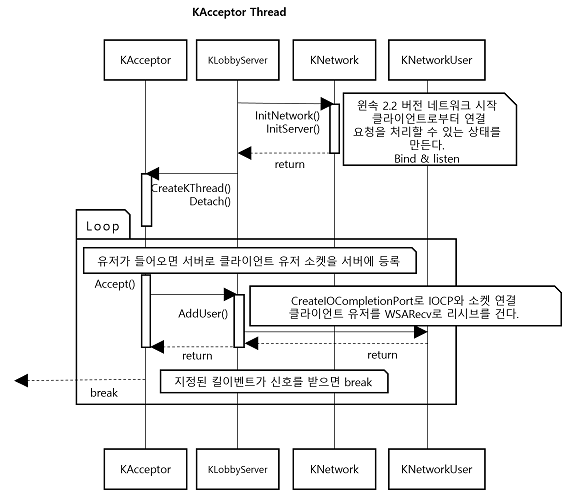 KAcceptor Thread
KAcceptor
KLobbyServer
KNetwork
KNetworkUser
InitNetwork()
InitServer()
윈속 2.2 버전 네트워크 시작
클라이언트로부터 연결
요청을 처리할 수 있는 상태를
만든다.
Bind & listen
return
CreateKThread()
Detach()
Loop
유저가 들어오면 서버로 클라이언트 유저 소켓을 서버에 등록
Accept()
AddUser()
CreateIOCompletionPort로 IOCP와 소켓 연결
클라이언트 유저를 WSARecv로 리시브를 건다.
return
return
지정된 킬이벤트가 신호를 받으면 break
break
KAcceptor
KLobbyServer
KNetwork
KNetworkUser